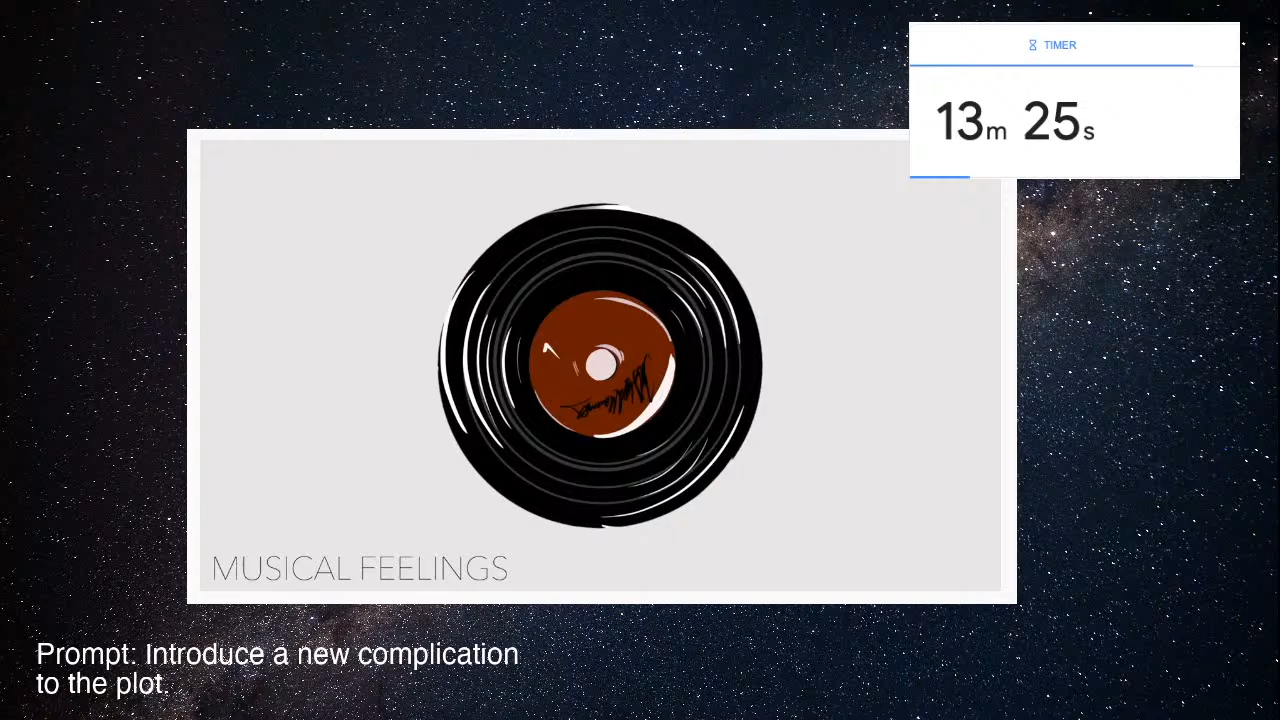 TIMER
13m 25s
MUSICAL FEELINGS
Prompt: Introduce a new complication
to the plot.